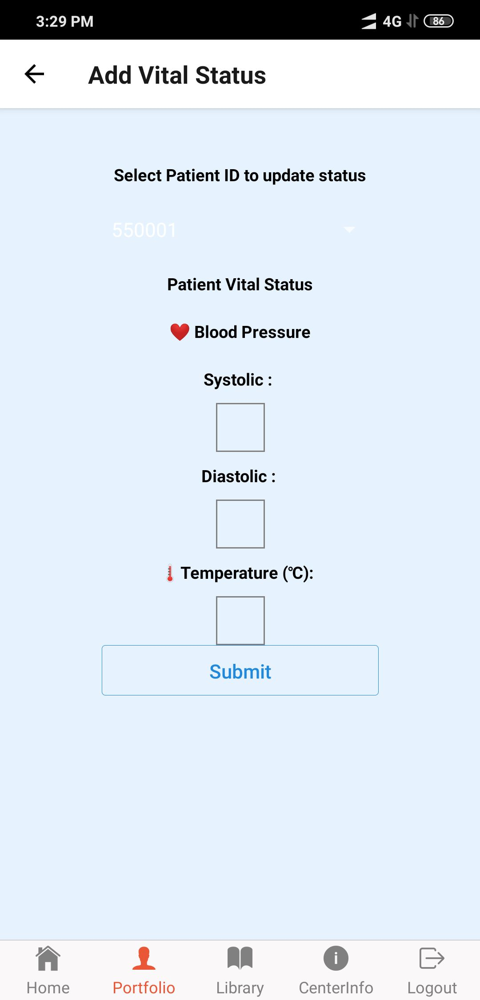 3:29 PM 4G 86
Add Vital Status
Select Patient ID to update status
550001
Patient Vital Status
❤️ Blood Pressure
Systolic :
Diastolic :
🌡️ Temperature (℃):
Submit
Home Portfolio Library CenterInfo Logout